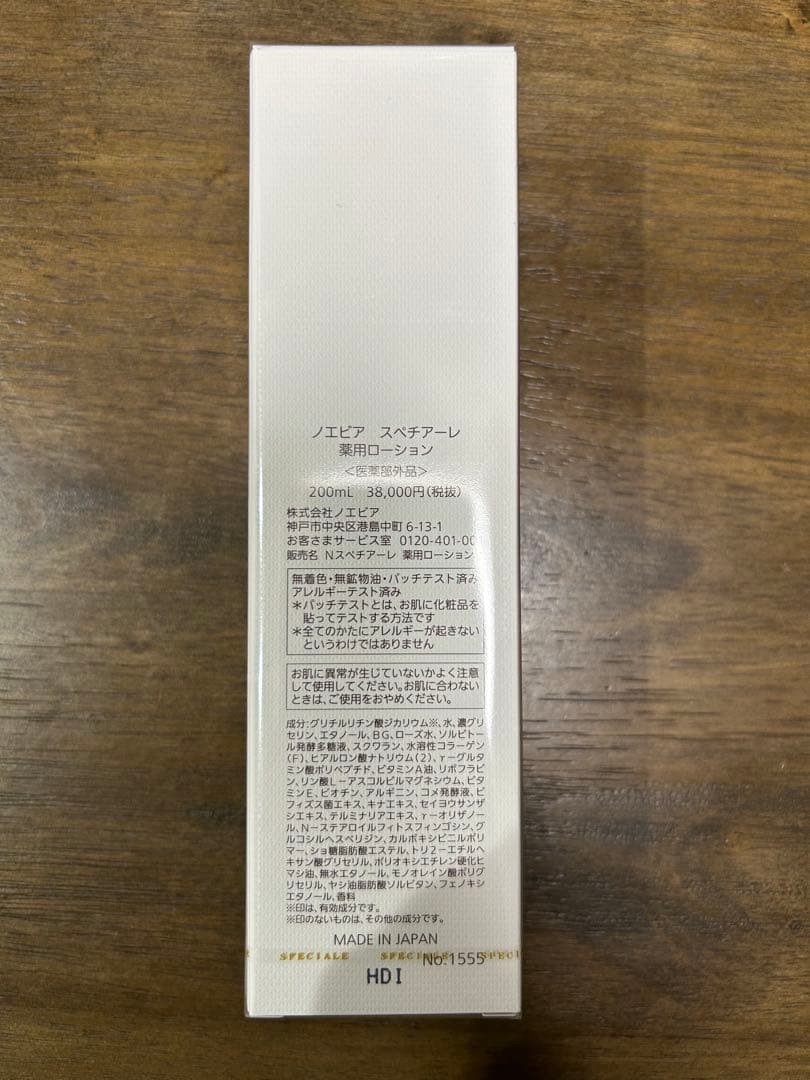 ノエビア　スペチアーレ
薬用ローション
＜医薬部外品＞
200mL　38,000円(税抜)
株式会社ノエビア
神戸市中央区港島中町 6-13-1
お客さまサービス室 0120-401-00
販売名 Nスペチアーレ 薬用ローション
無着色・無鉱物油・パッチテスト済み
アレルギーテスト済み
＊パッチテストとは、お肌に化粧品を
貼ってテストする方法です
＊全てのかたにアレルギーが起きない
というわけではありません
お肌に異常が生じていないかよく注意
して使用してください。お肌に合わない
ときは、ご使用をおやめください。
成分：グリチルリチン酸ジカリウム※、水、濃グリ
セリン、エタノール、BG、ローズ水、ソルビトー
ル発酵多糖液、スクワラン、水溶性コラーゲン
(F)、ヒアルロン酸ナトリウム(2)、γーグルタ
ミン酸ポリペプチド、ビタミンA油、リボフラビ
ン、リン酸L－アスコルビルマグネシウム、ビタ
ミンE、ビオチン、アルギニン、コメ発酵液、ビ
フィズス菌エキス、キナエキス、セイヨウサンザ
シエキス、テルミナリアエキス、γーオリザノー
ル、N－ステアロイルフィトスフィンゴシン、グル
コシルヘスペリジン、カルボキシビニルポリ
マー、ショ糖脂肪酸エステル、トリ2－エチルヘ
キサン酸グリセリル、ポリオキシエチレン硬化ヒ
マシ油、無水エタノール、モノオレイン酸ポリグ
リセリル、ヤシ油脂肪酸ソルビタン、フェノキシ
エタノール、香料
※印は、有効成分です。
※印のないものは、その他の成分です。
MADE IN JAPAN
E SPECIALE SPECIALE SPECI
No.1555
HDI